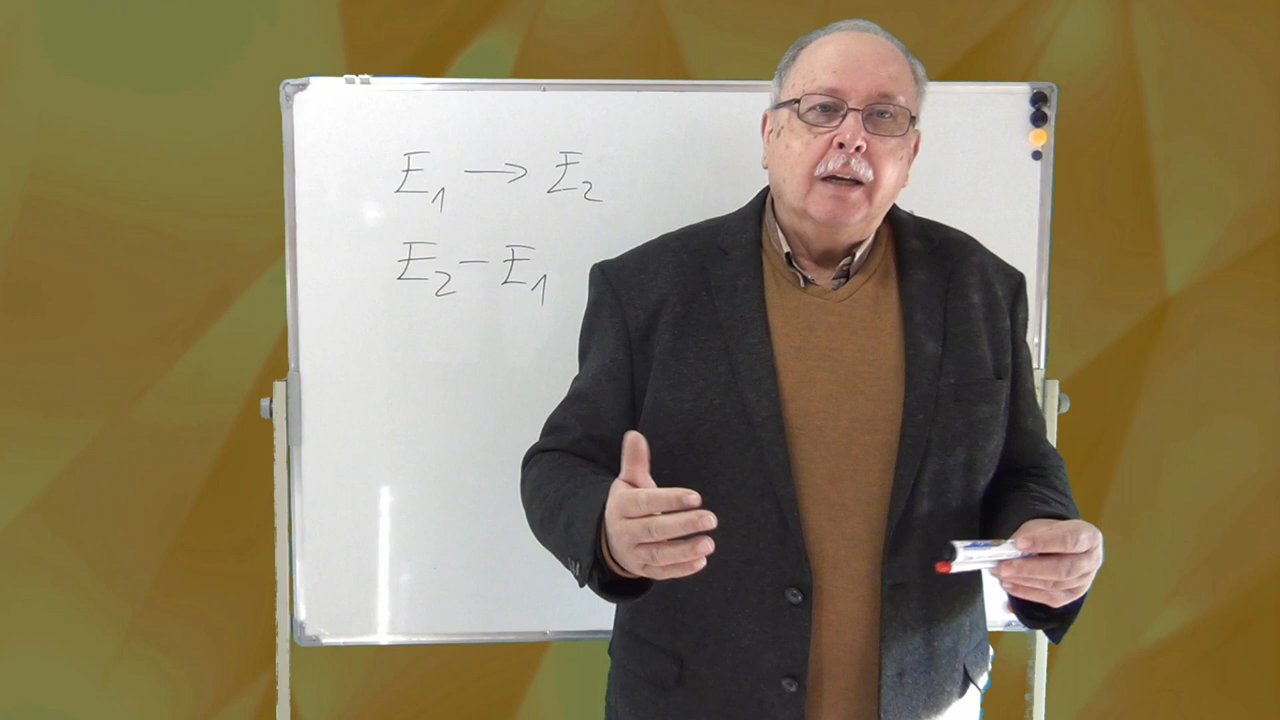 E₁ → E₂
E₂ − E₁